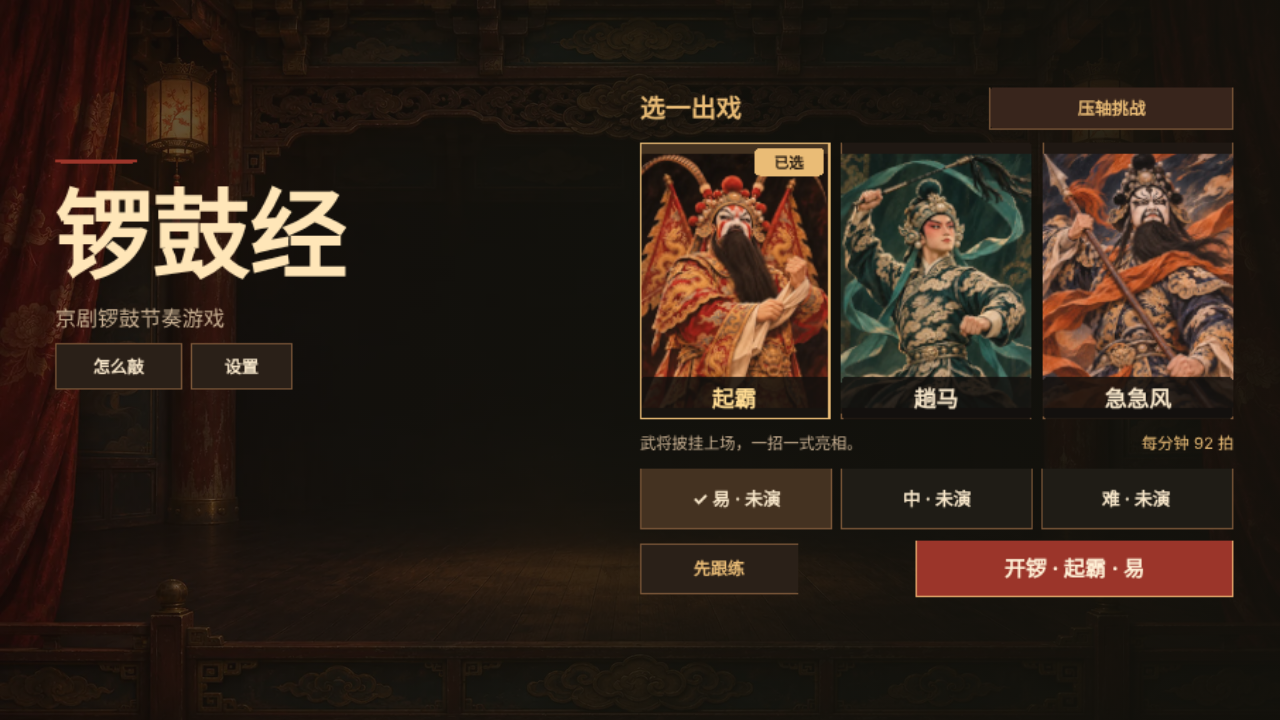 锣鼓经
京剧锣鼓节奏游戏
怎么敲
设置
选一出戏
压轴挑战
已选
起霸
趟马
急急风
武将披挂上场，一招一式亮相。
每分钟 92 拍
✓ 易 · 未演
中 · 未演
难 · 未演
先跟练
开锣 · 起霸 · 易